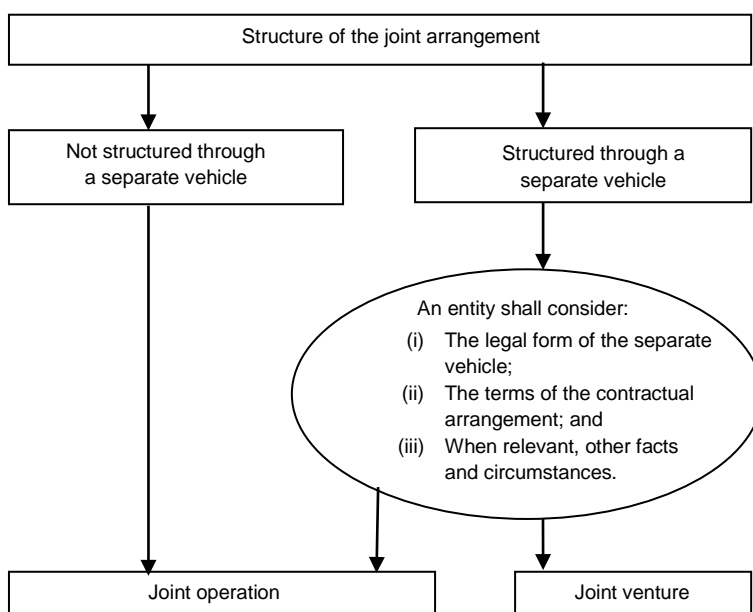 Structure of the joint arrangement
Not structured through
a separate vehicle
Structured through a
separate vehicle
An entity shall consider:
(i) The legal form of the separate
vehicle;
(ii) The terms of the contractual
arrangement; and
(iii) When relevant, other facts
and circumstances.
Joint operation
Joint venture